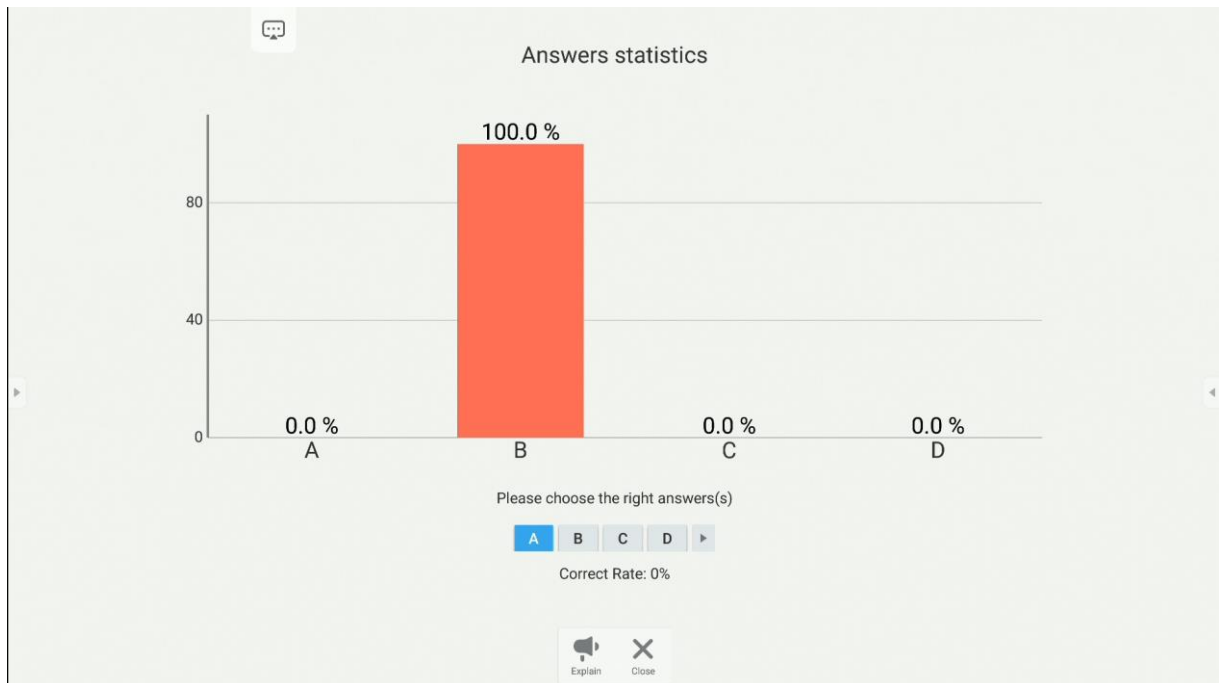 Answers statistics
100.0 %
80
40
0.0 % 0.0 % 0.0 %
0
A B C D
Please choose the right answers(s)
A B C D
Correct Rate: 0%
Explain Close